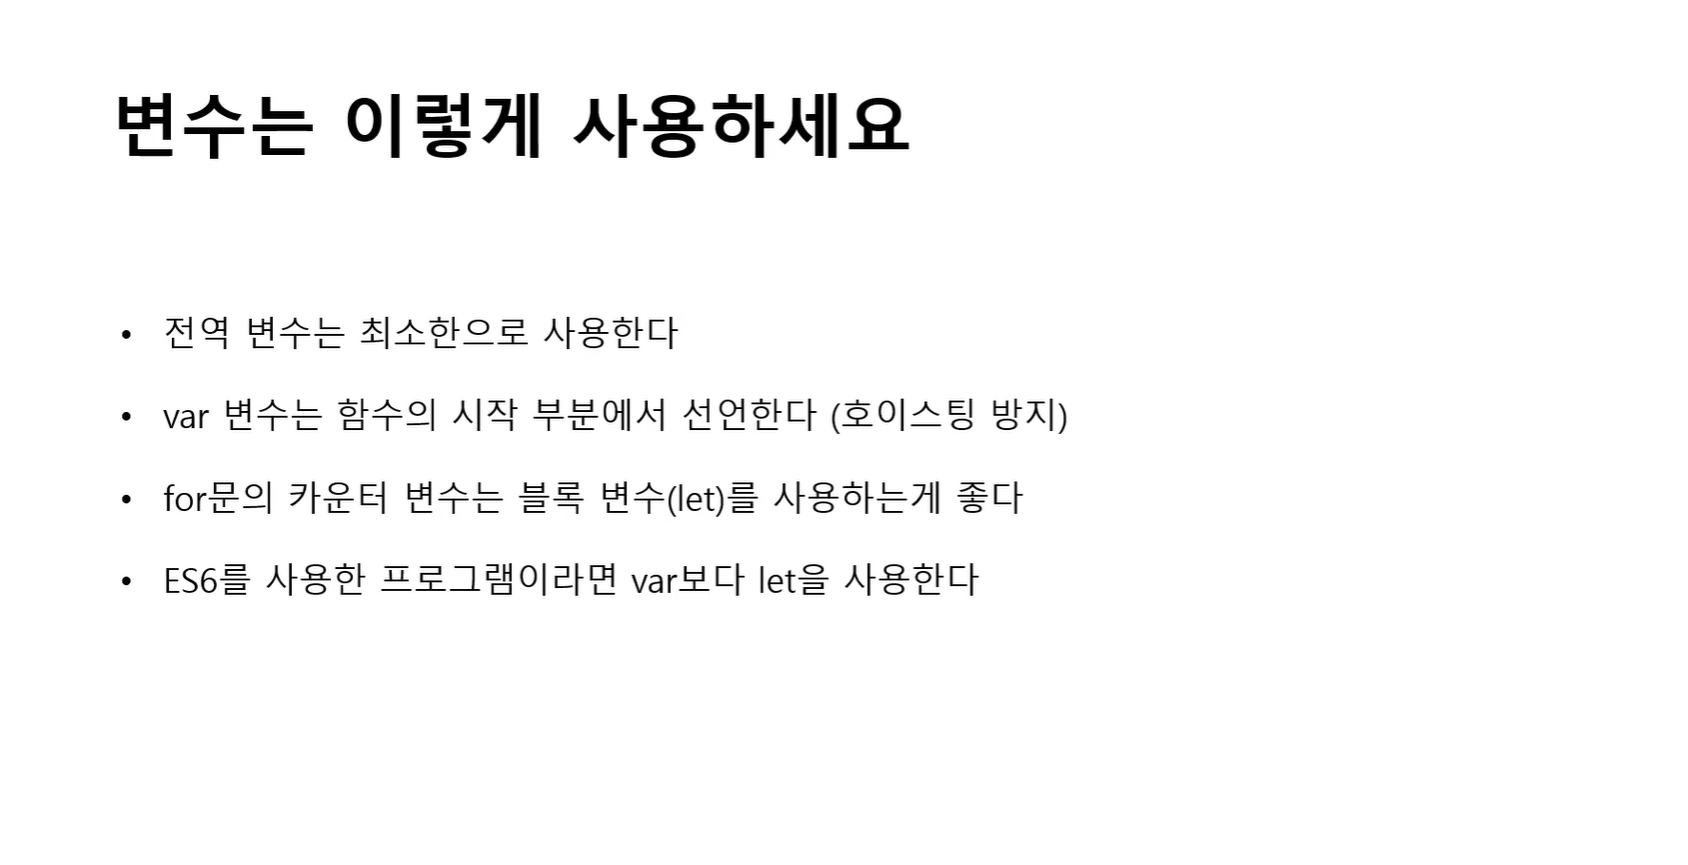 변수는 이렇게 사용하세요
• 전역 변수는 최소한으로 사용한다
• var 변수는 함수의 시작 부분에서 선언한다 (호이스팅 방지)
• for문의 카운터 변수는 블록 변수(let)를 사용하는게 좋다
• ES6를 사용한 프로그램이라면 var보다 let을 사용한다